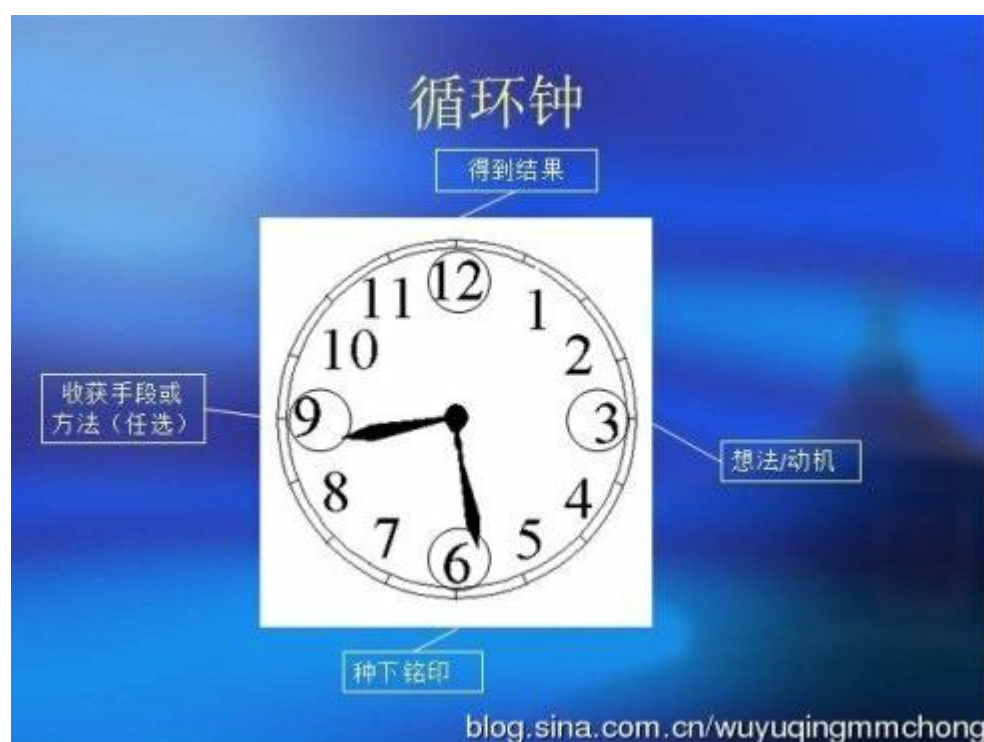 循环钟
得到结果
12
11
1
10
2
收获手段或
方法（任选）
9
3
想法/动机
8
4
7
5
6
种下铭印
blog.sina.com.cn/wuyuqingmmchong